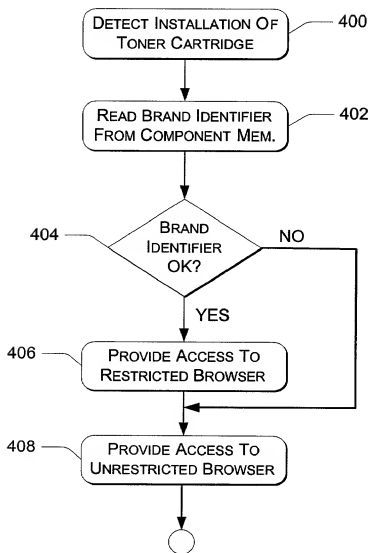 DETECT INSTALLATION OF
TONER CARTRIDGE
400
READ BRAND IDENTIFIER
FROM COMPONENT MEM.
402
404
BRAND
IDENTIFIER
OK?
NO
YES
406
PROVIDE ACCESS TO
RESTRICTED BROWSER
408
PROVIDE ACCESS TO
UNRESTRICTED BROWSER